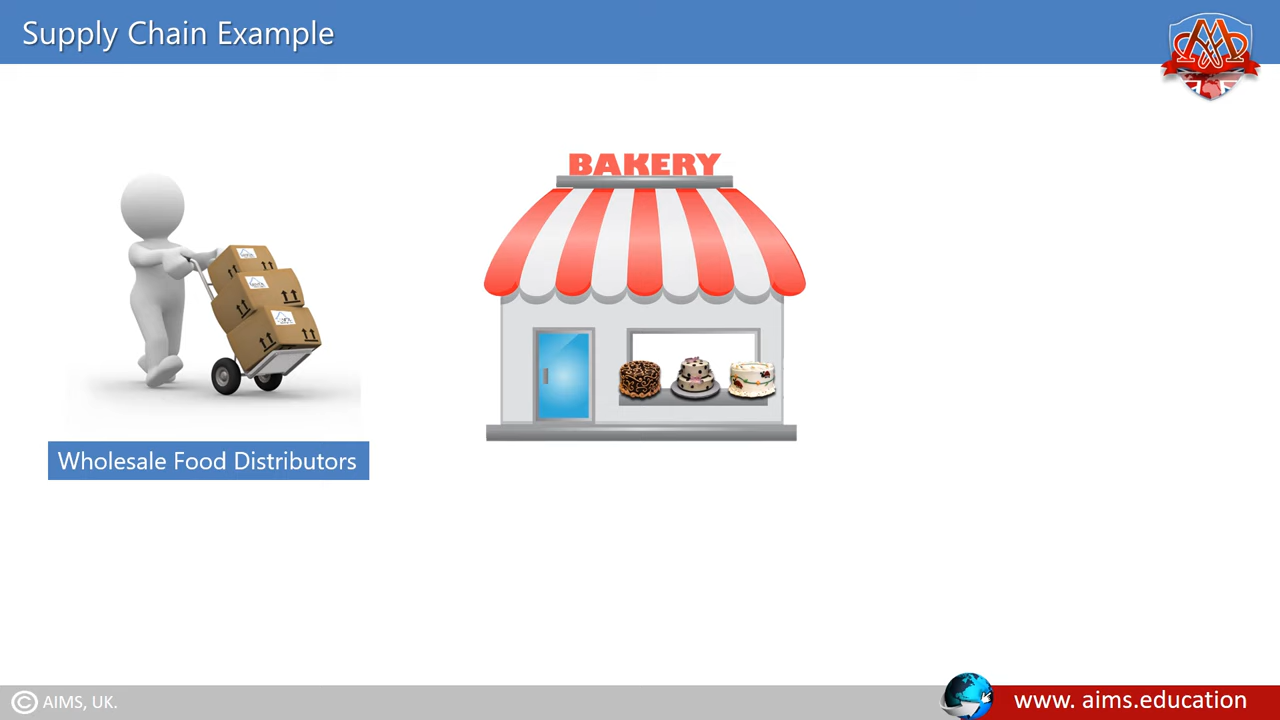 Supply Chain Example
BAKERY
Wholesale Food Distributors
© AIMS, UK.
www. aims.education